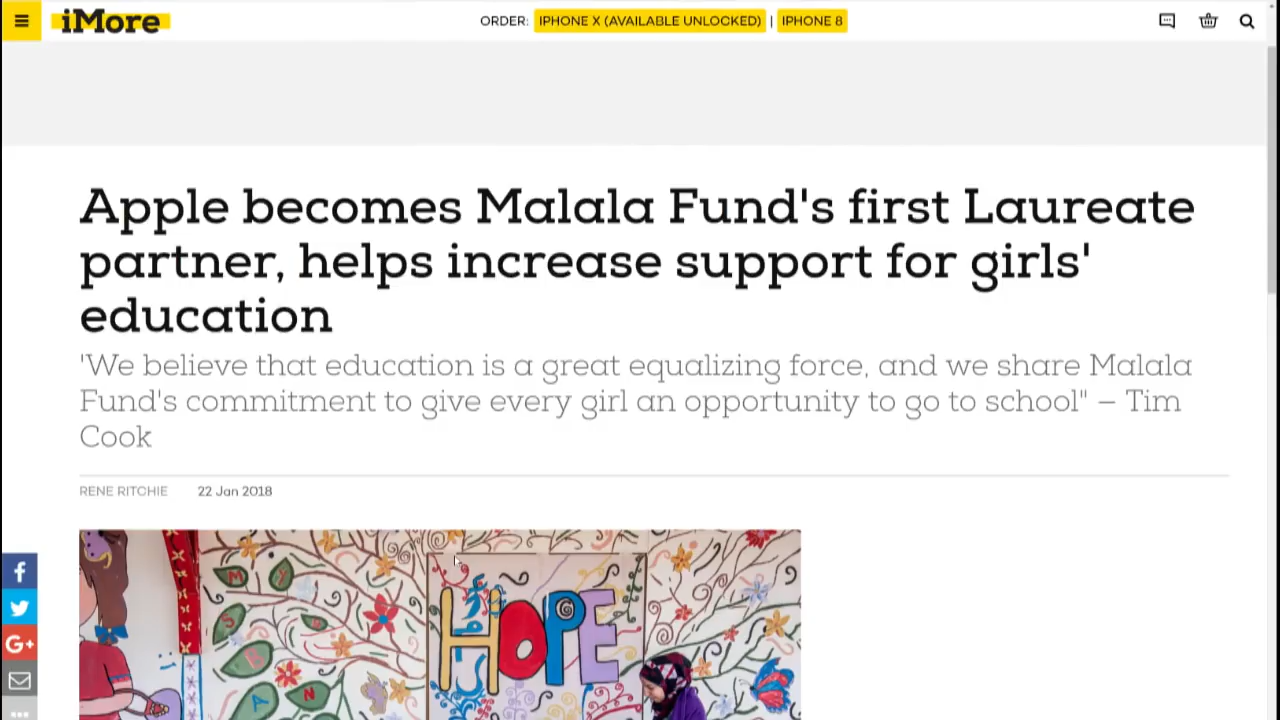 iMore
ORDER: IPHONE X (AVAILABLE UNLOCKED) | IPHONE 8
Apple becomes Malala Fund's first Laureate
partner, helps increase support for girls'
education
'We believe that education is a great equalizing force, and we share Malala
Fund's commitment to give every girl an opportunity to go to school" — Tim
Cook
RENE RITCHIE 22 Jan 2018
HOPE